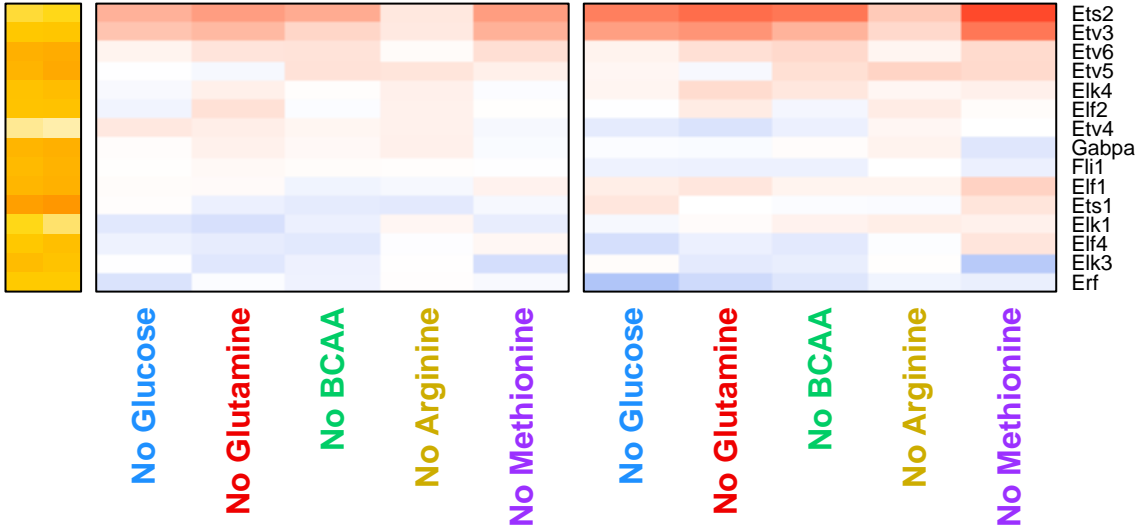 Ets2
Etv3
Etv6
Etv5
Elk4
Elf2
Etv4
Gabpa
Fli1
Elf1
Ets1
Elk1
Elf4
Elk3
Erf
No Glucose
No Glutamine
No BCAA
No Arginine
No Methionine
No Glucose
No Glutamine
No BCAA
No Arginine
No Methionine